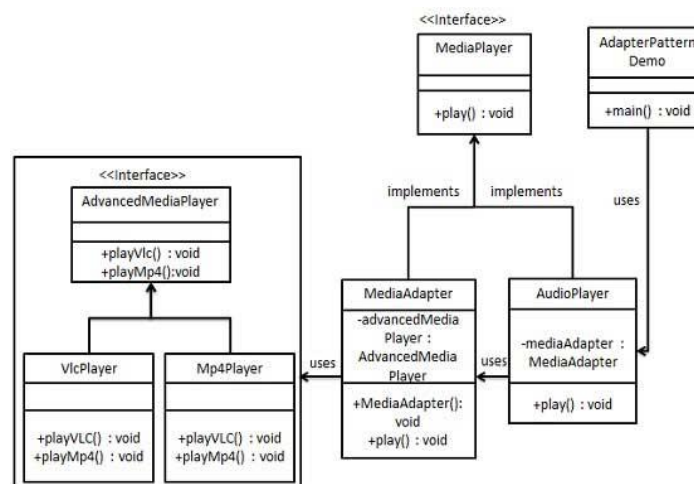 <<Interface>>
MediaPlayer
+play() : void
AdapterPattern
Demo
+main() : void
implements
implements
uses
<<Interface>>
AdvancedMediaPlayer
+playVlc() : void
+playMp4():void
VlcPlayer
+playVLC() : void
+playMp4() : void
Mp4Player
+playVLC() : void
+playMp4() : void
uses
MediaAdapter
-advancedMedia
Player :
AdvancedMedia
Player
+MediaAdapter():
void
+play() : void
uses
AudioPlayer
-mediaAdapter :
MediaAdapter
+play() : void